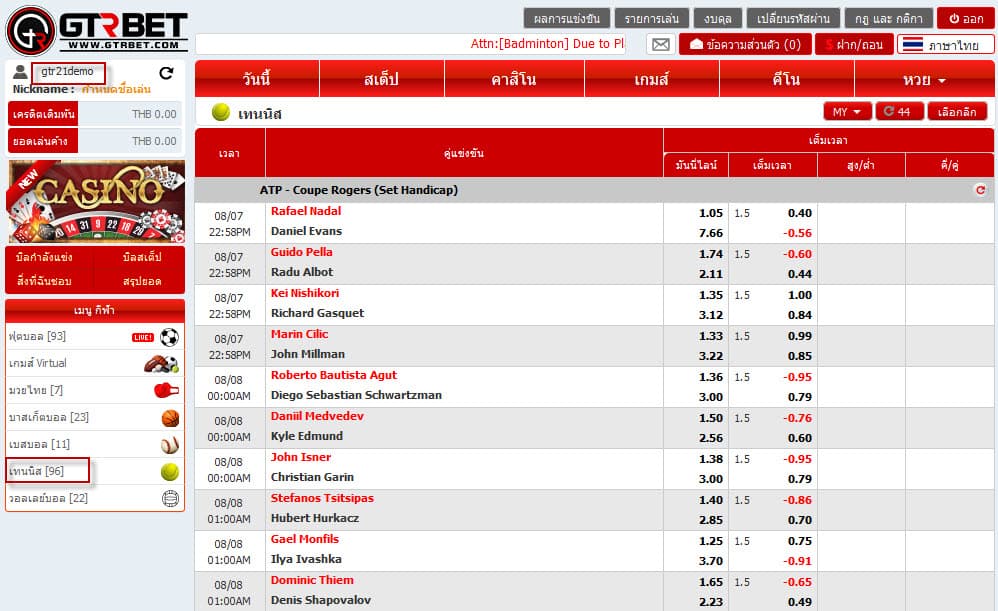 GTRBET
WWW.GTRBET.COM
ผลการแข่งขัน รายการเล่น งบดุล เปลี่ยนรหัสผ่าน กฎ และ กติกา ออก
Attn:[Badminton] Due to Pl
ข้อความส่วนตัว (0) $ ฝาก/ถอน ภาษาไทย
gtr21demo
Nickname : กำหนดชื่อเล่น
เครดิตเดิมพัน THB 0.00
ยอดเล่นค้าง THB 0.00
NEW
CASINO
บิลกำลังแข่ง บิลสเต็ป
สิ่งที่ฉันชอบ สรุปยอด
เมนู กีฬา
ฟุตบอล [93] LIVE!
เกมส์ Virtual
มวยไทย [7]
บาสเก็ตบอล [23]
เบสบอล [11]
เทนนิส [96]
วอลเลย์บอล [22]
วันนี้ สเต็ป คาสิโน เกมส์ คีโน หวย
เทนนิส MY 44 เลือกลีก
เวลา คู่แข่งขัน เต็มเวลา
มันนี่ไลน์ เต็มเวลา สูง/ต่ำ คี่/คู่
ATP - Coupe Rogers (Set Handicap)
08/07 Rafael Nadal 1.05 1.5 0.40
22:58PM Daniel Evans 7.66 -0.56
08/07 Guido Pella 1.74 1.5 -0.60
22:58PM Radu Albot 2.11 0.44
08/07 Kei Nishikori 1.35 1.5 1.00
22:58PM Richard Gasquet 3.12 0.84
08/07 Marin Cilic 1.33 1.5 0.99
22:58PM John Millman 3.22 0.85
08/08 Roberto Bautista Agut 1.36 1.5 -0.95
00:00AM Diego Sebastian Schwartzman 3.00 0.79
08/08 Daniil Medvedev 1.50 1.5 -0.76
00:00AM Kyle Edmund 2.56 0.60
08/08 John Isner 1.38 1.5 -0.95
00:00AM Christian Garin 3.00 0.79
08/08 Stefanos Tsitsipas 1.40 1.5 -0.86
01:00AM Hubert Hurkacz 2.85 0.70
08/08 Gael Monfils 1.25 1.5 0.75
01:00AM Ilya Ivashka 3.70 -0.91
08/08 Dominic Thiem 1.65 1.5 -0.65
01:00AM Denis Shapovalov 2.23 0.49